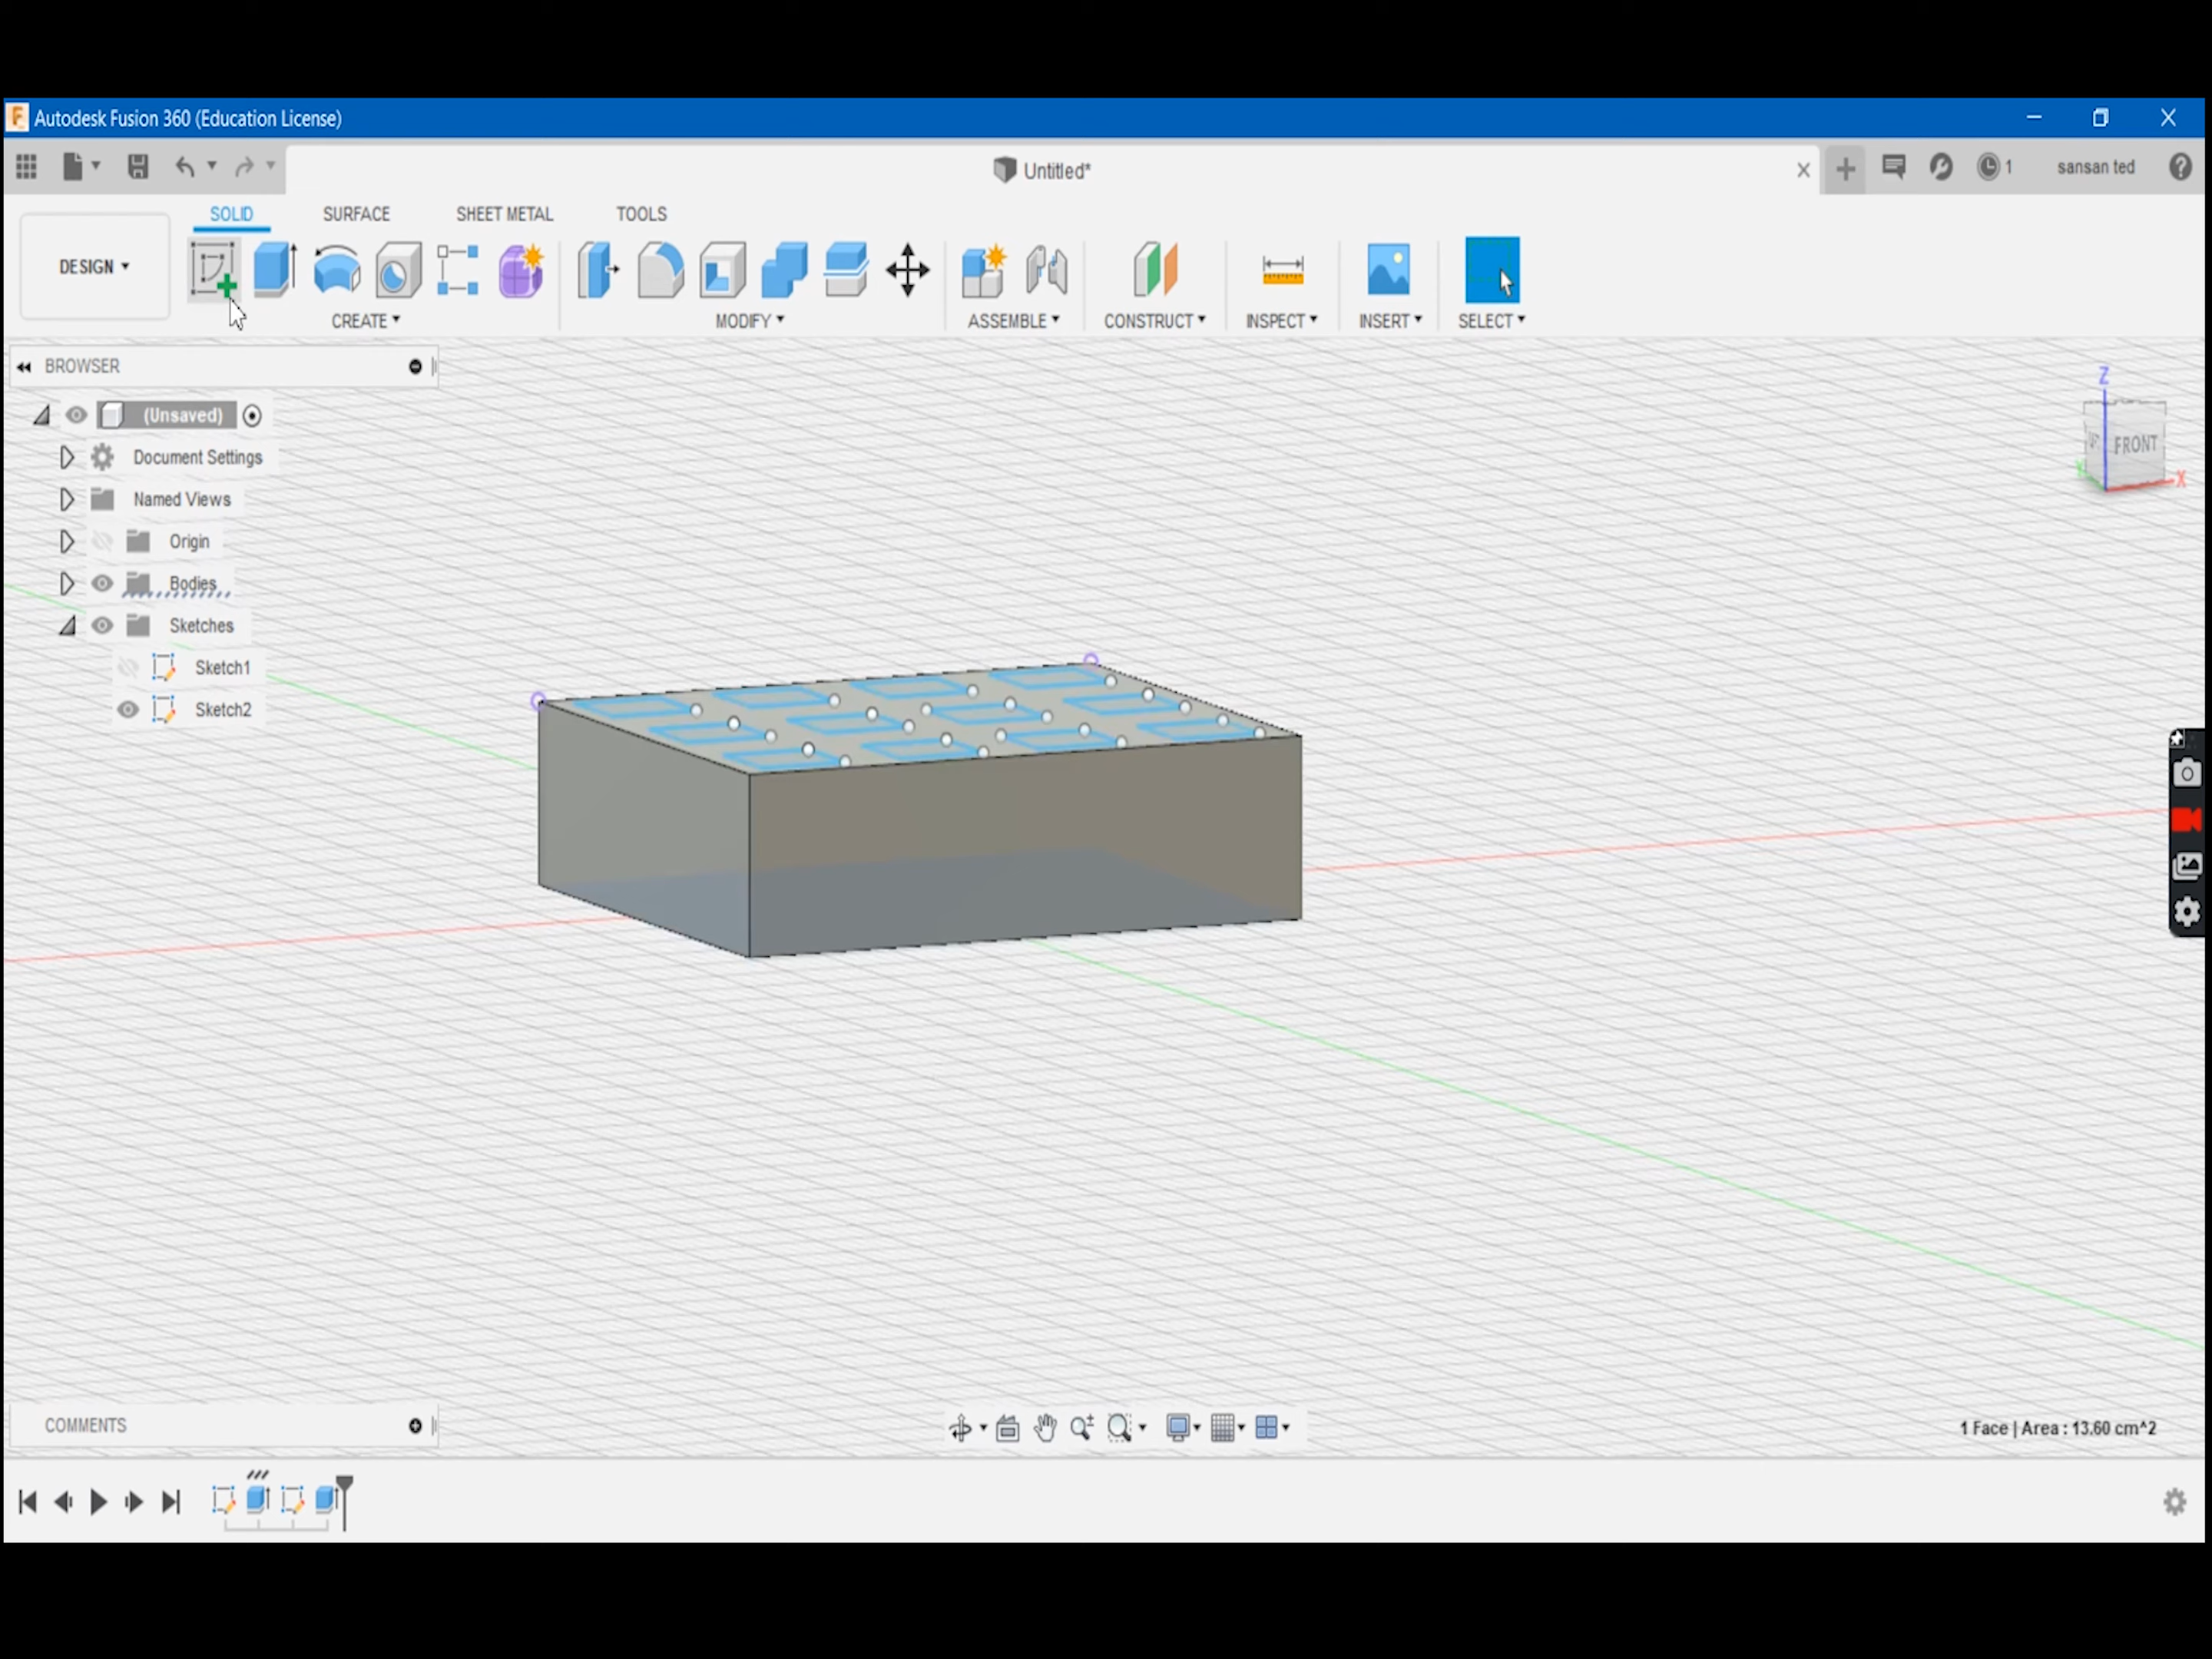 Autodesk Fusion 360 (Education License)
Untitled*
1
sansan ted
SOLID SURFACE SHEET METAL TOOLS
DESIGN
CREATE MODIFY ASSEMBLE CONSTRUCT INSPECT INSERT SELECT
BROWSER
(Unsaved)
Document Settings
Named Views
Origin
Bodies
Sketches
Sketch1
Sketch2
Z
FRONT
X
COMMENTS
1 Face | Area : 13.60 cm^2